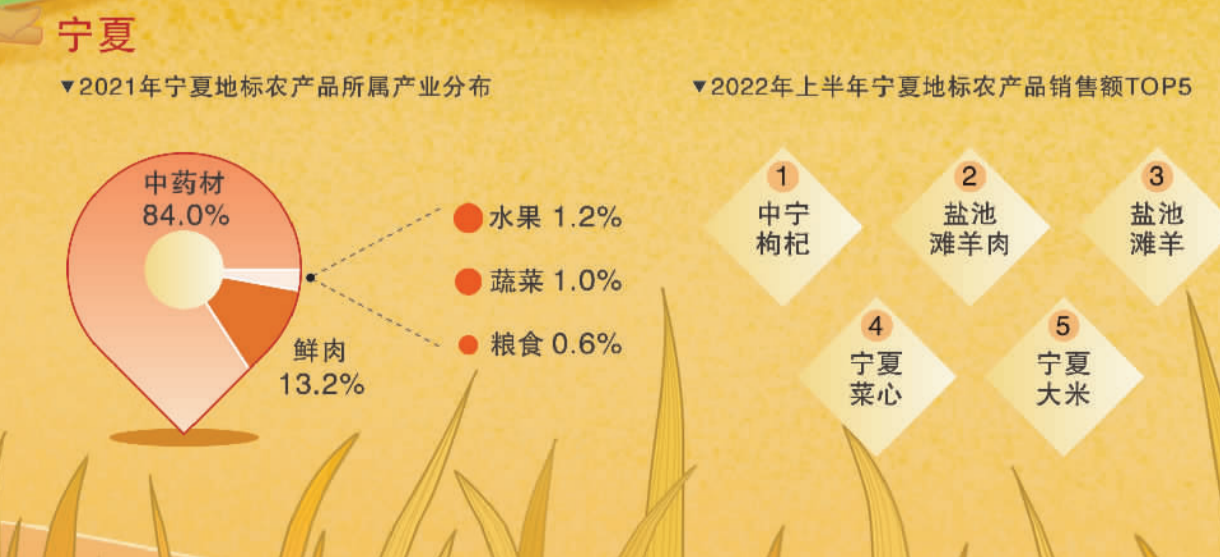 宁夏
▼2021年宁夏地标农产品所属产业分布
中药材
84.0%
水果 1.2%
蔬菜 1.0%
粮食 0.6%
鲜肉
13.2%
▼2022年上半年宁夏地标农产品销售额TOP5
1
中宁
枸杞
2
盐池
滩羊肉
3
盐池
滩羊
4
宁夏
菜心
5
宁夏
大米